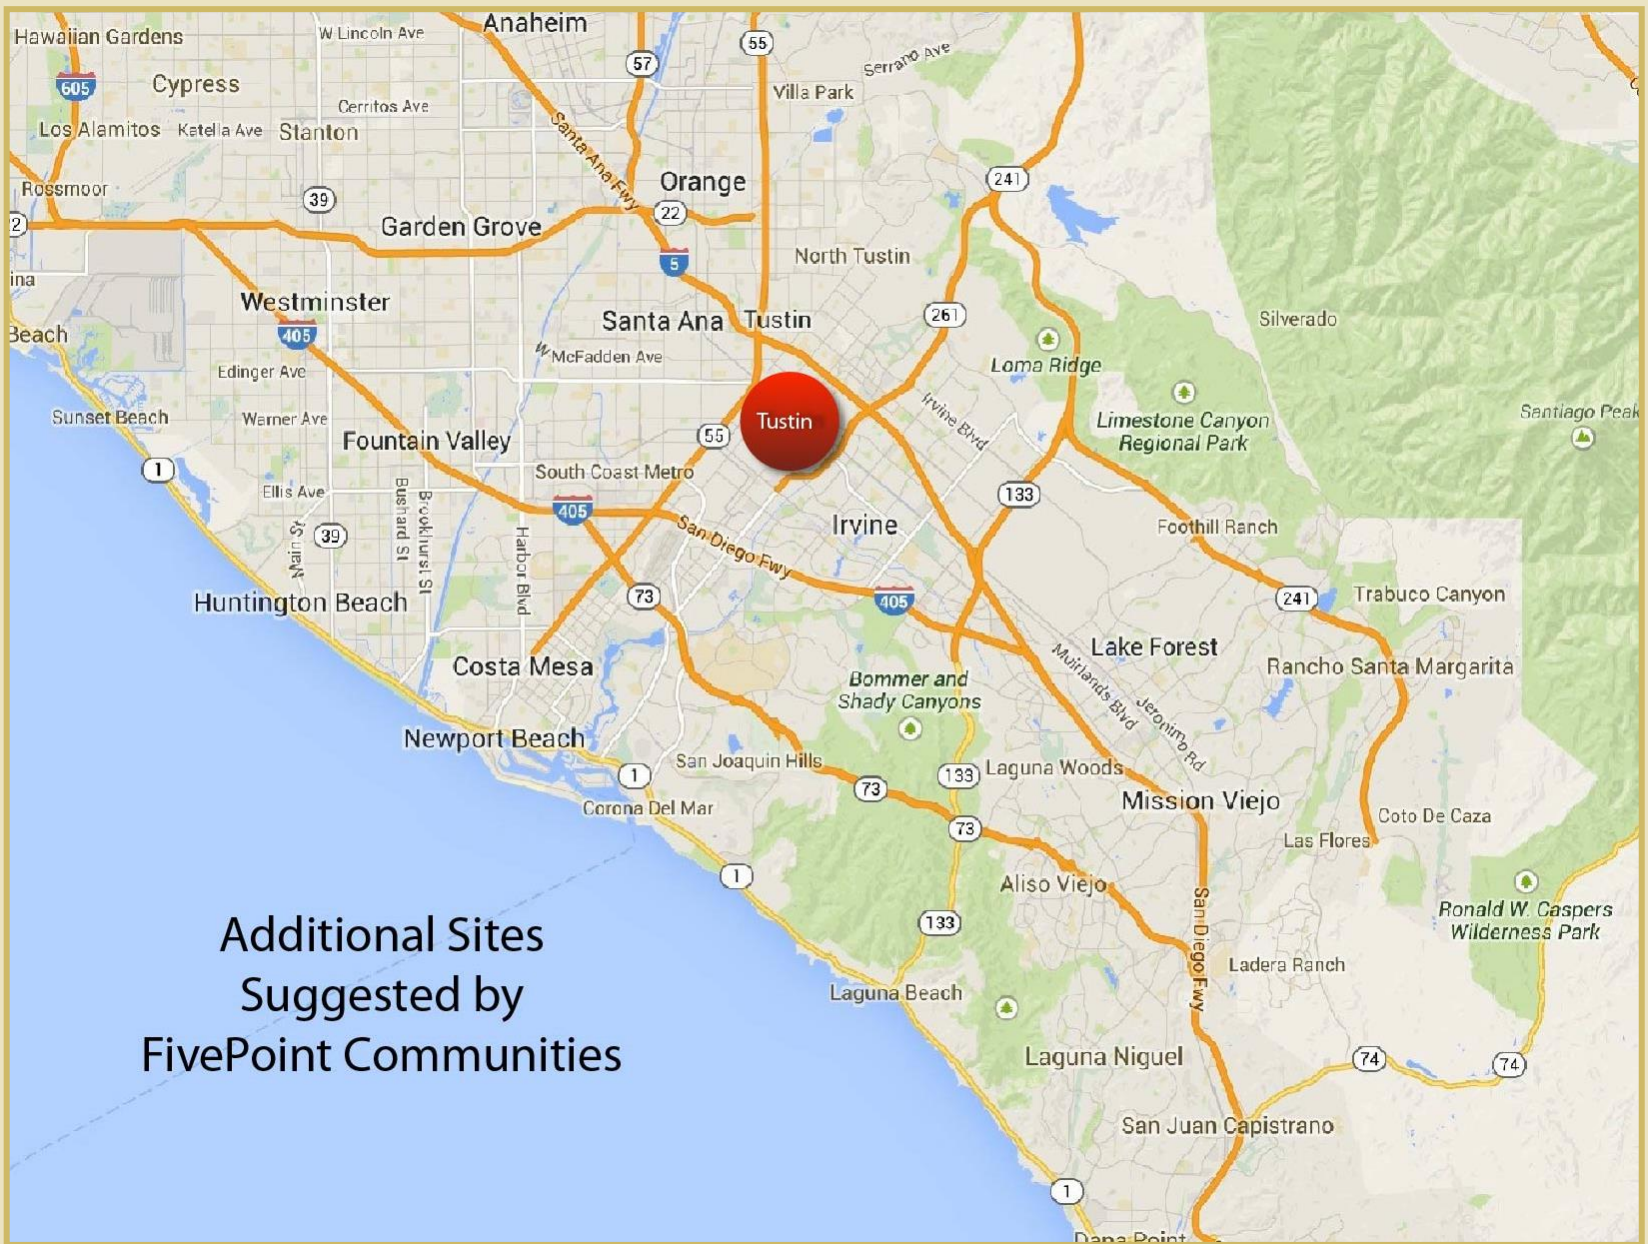 Anaheim
Hawaiian Gardens
W Lincoln Ave
55
57
Serrano Ave
605
Cypress
Villa Park
Cerritos Ave
Los Alamitos
Katella Ave
Stanton
Santa Ana Fwy
Rossmoor
Orange
241
39
22
2
Garden Grove
North Tustin
5
ina
Westminster
261
Silverado
Santa Ana
Tustin
405
Beach
W McFadden Ave
Loma Ridge
Edinger Ave
Sunset Beach
Warner Ave
Tustin
Irvine Blvd
Limestone Canyon
Regional Park
Santiago Peak
Fountain Valley
55
1
South Coast Metro
Ellis Ave
133
405
Bushard St
Brookhurst St
Main St
39
Harbor Blvd
San Diego Fwy
Irvine
Foothill Ranch
Huntington Beach
73
405
241
Trabuco Canyon
Lake Forest
Costa Mesa
Muirlands Blvd
Jeronimo Rd
Rancho Santa Margarita
Bommer and
Shady Canyons
Newport Beach
San Joaquin Hills
1
133
Laguna Woods
73
Mission Viejo
Corona Del Mar
73
Coto De Caza
Las Flores
1
Aliso Viejo
San Diego Fwy
Ronald W. Caspers
Wilderness Park
133
Additional Sites
Suggested by
FivePoint Communities
Ladera Ranch
Laguna Beach
Laguna Niguel
74
74
San Juan Capistrano
1
Dana Point